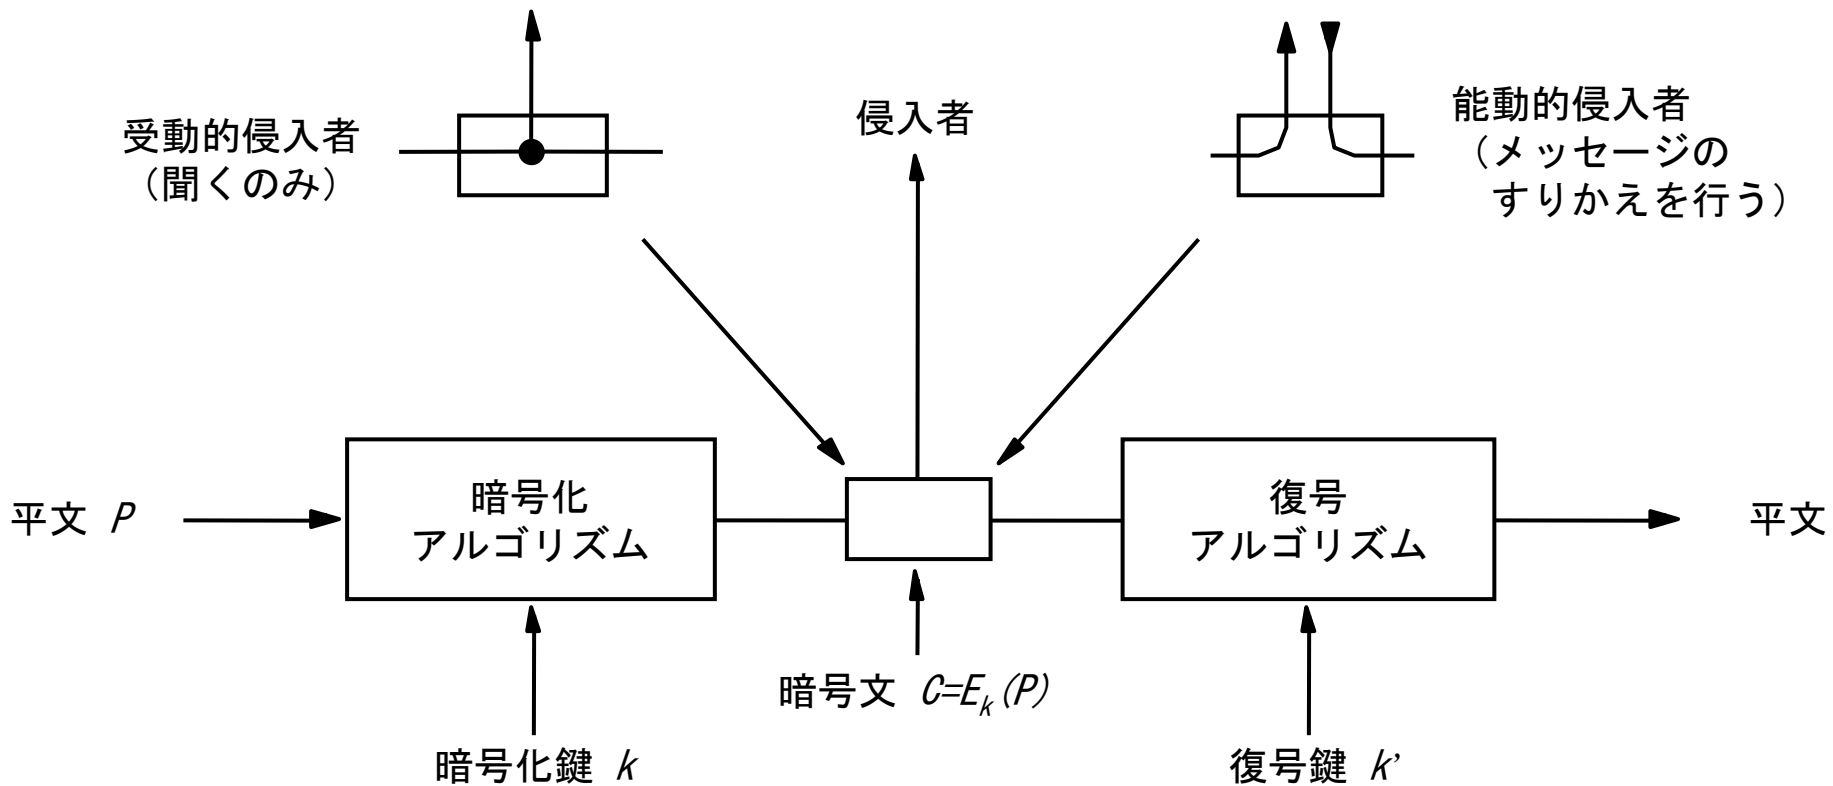 受動的侵入者
（聞くのみ）
侵入者
能動的侵入者
（メッセージの
すりかえを行う）
平文 P
暗号化
アルゴリズム
復号
アルゴリズム
平文
暗号文 C=Ek(P)
暗号化鍵 k
復号鍵 k’